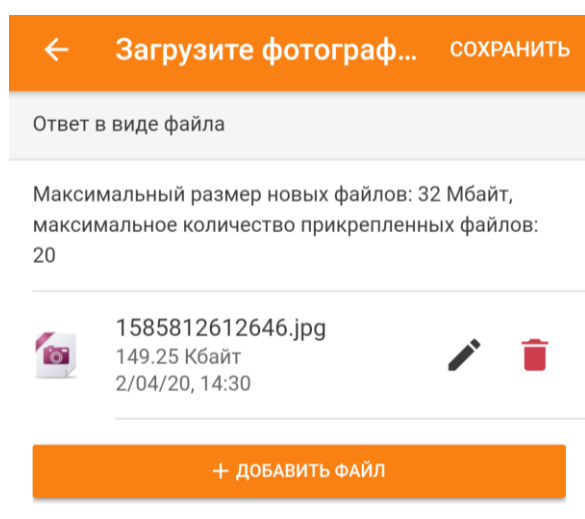 Загрузите фотограф... СОХРАНИТЬ
Ответ в виде файла
Максимальный размер новых файлов: 32 Мбайт,
максимальное количество прикрепленных файлов:
20
1585812612646.jpg
149.25 Кбайт
2/04/20, 14:30
+ ДОБАВИТЬ ФАЙЛ